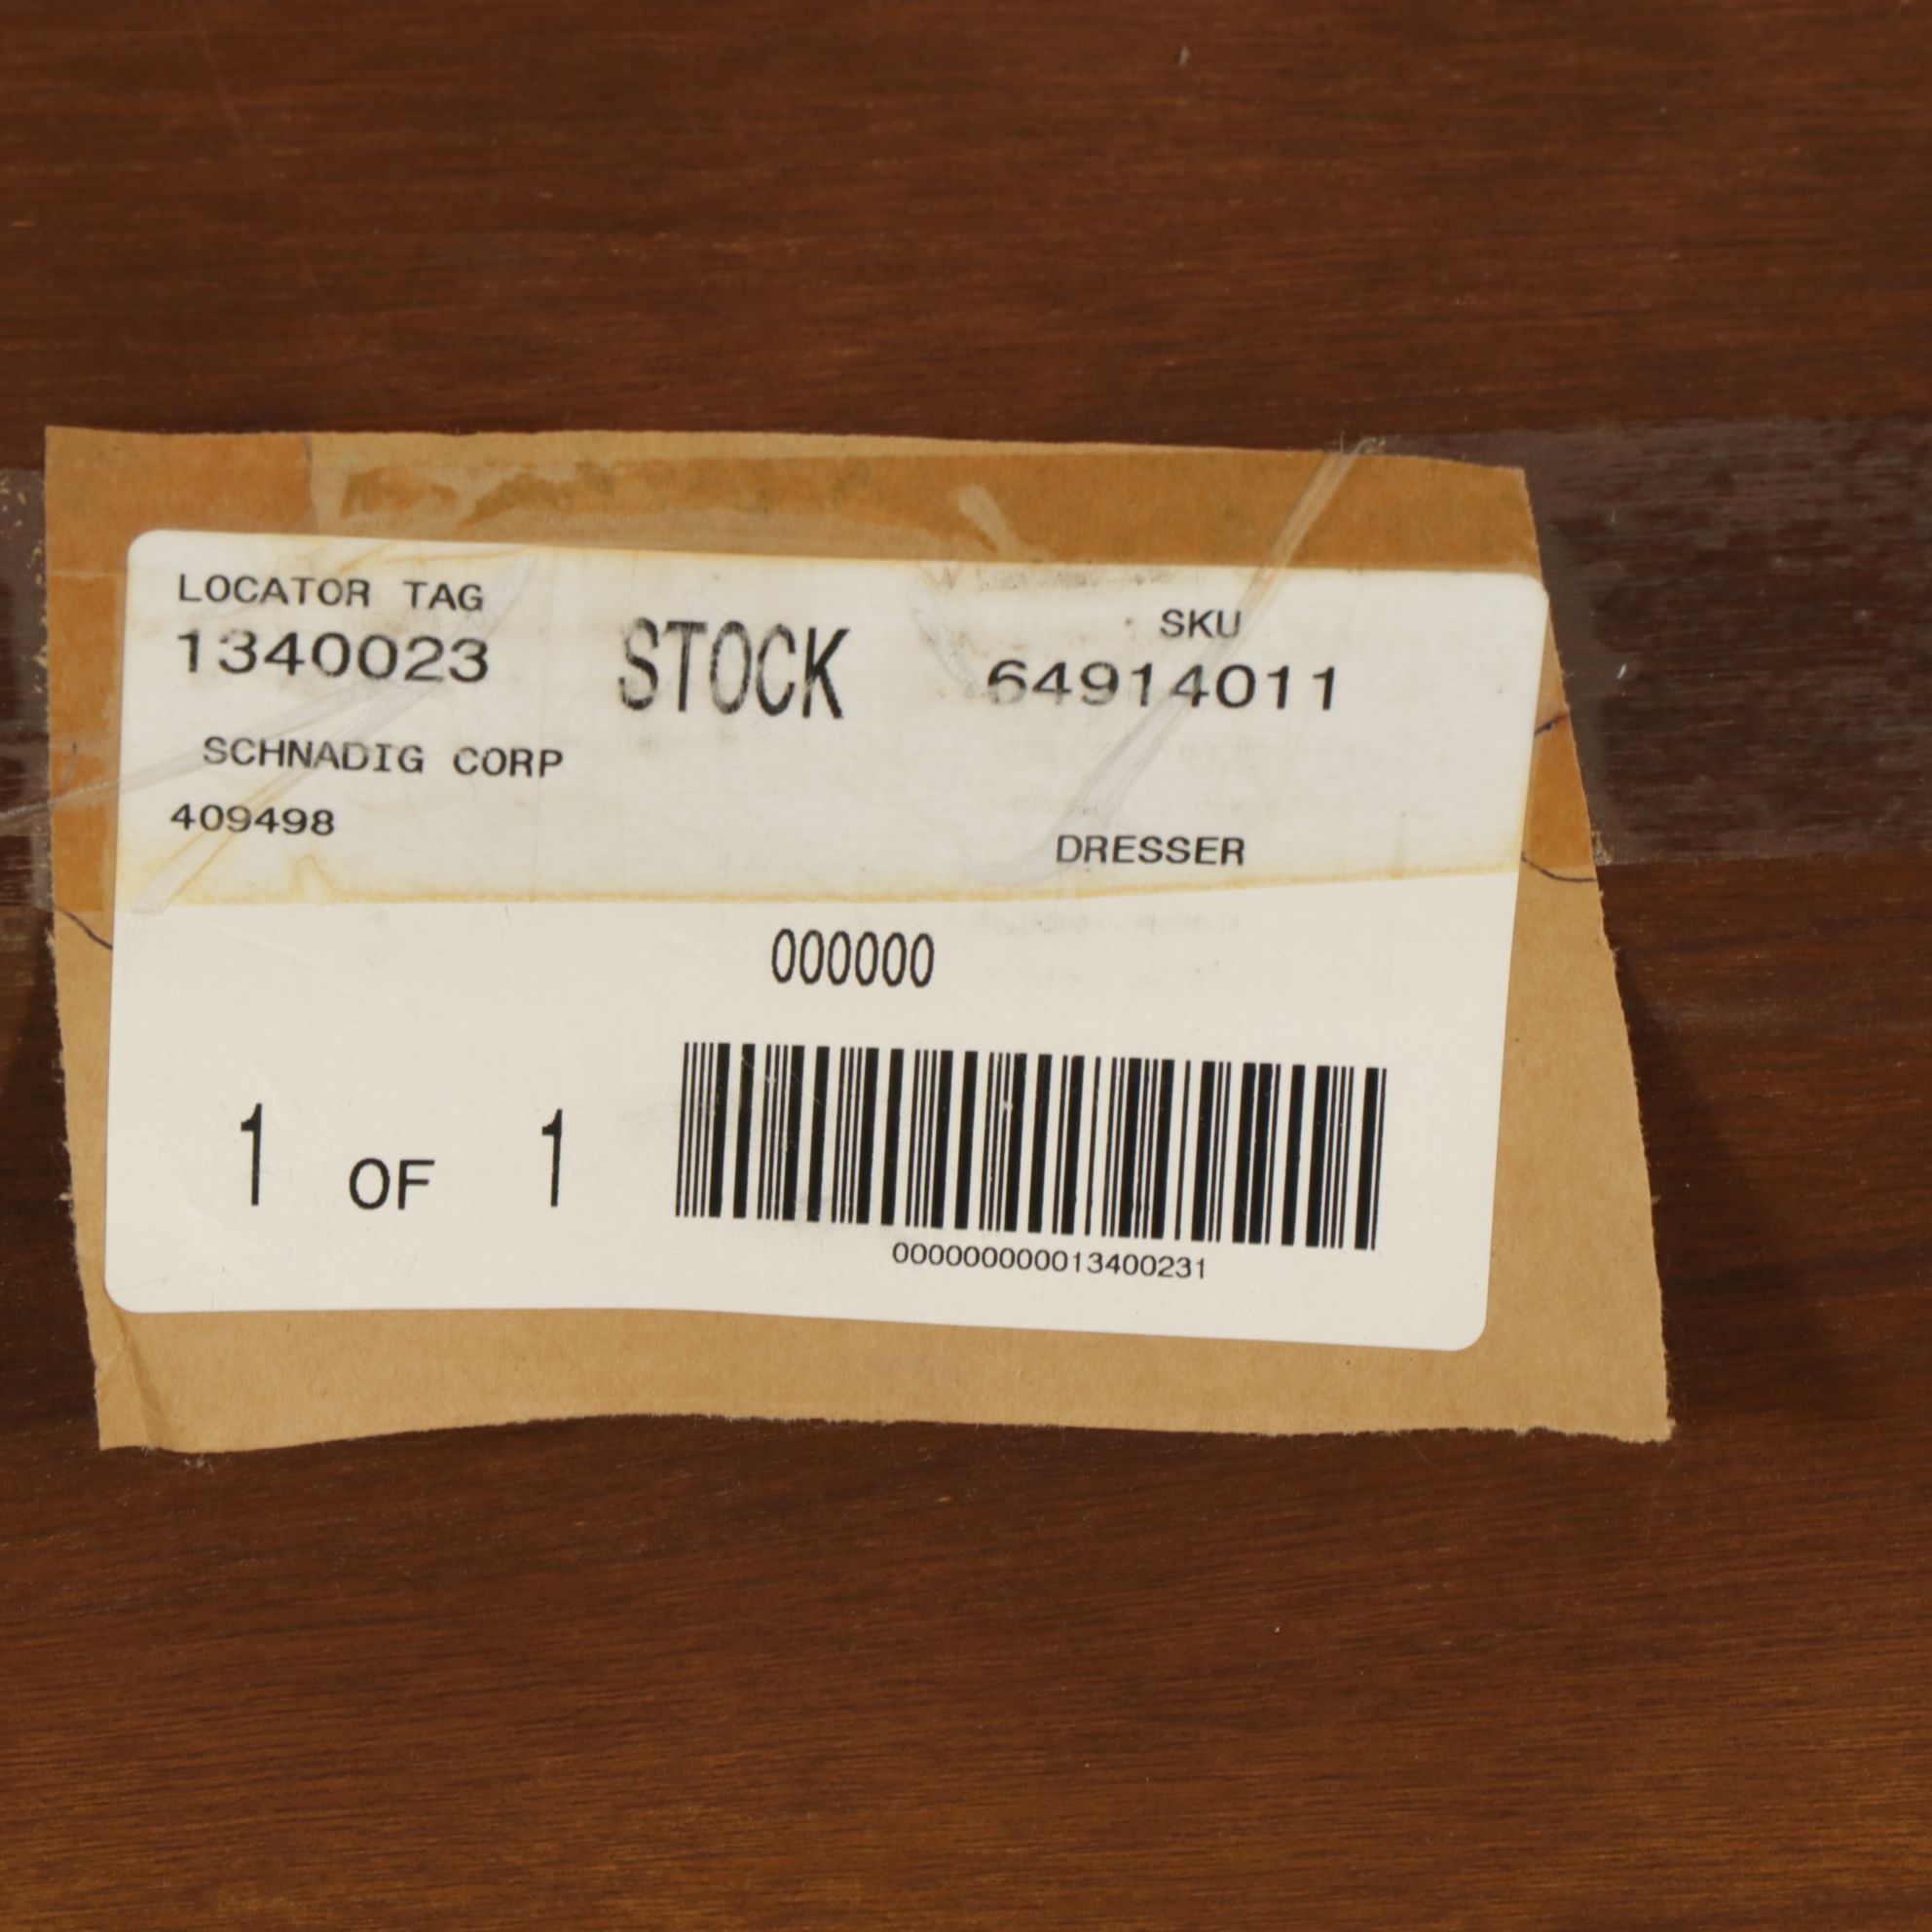 LOCATOR TAG
1340023
STOCK
SKU
64914011
SCHNADIG CORP
409498
DRESSER
000000
1 OF 1
000000000013400231